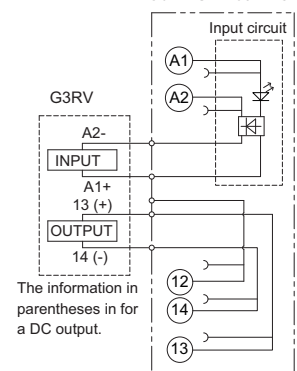 Input circuit
A1
A2
G3RV
A2-
INPUT
A1+
13 (+)
OUTPUT
14 (-)
The information in
parentheses in for
a DC output.
12
14
13